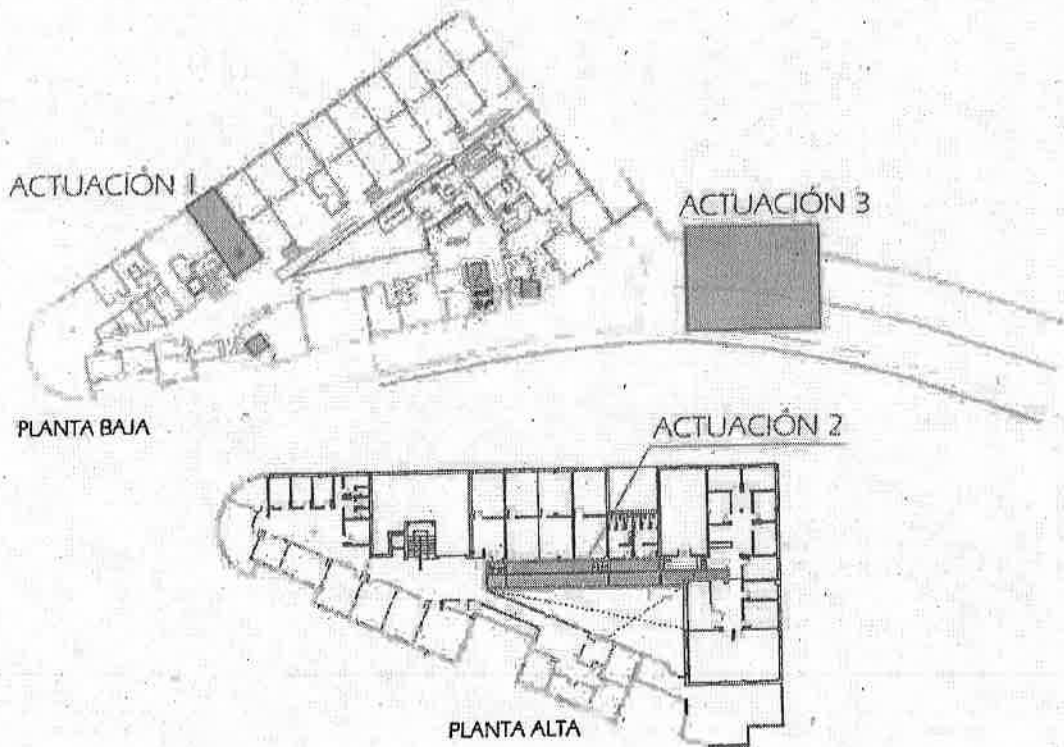 ACTUACIÓN 1
ACTUACIÓN 3
PLANTA BAJA
ACTUACIÓN 2
PLANTA ALTA